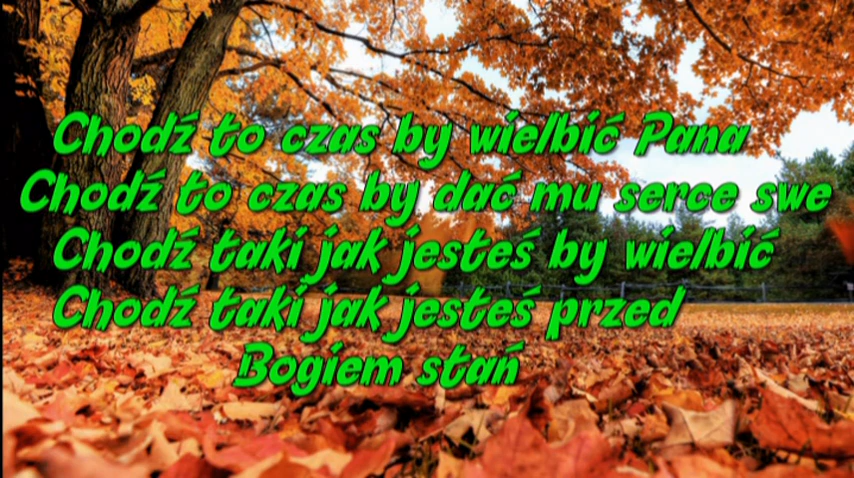 Chodź to czas by wielbić Pana
Chodź to czas by dać mu serce swe
Chodź taki jak jesteś by wielbić
Chodź taki jak jesteś przed
Bogiem stań